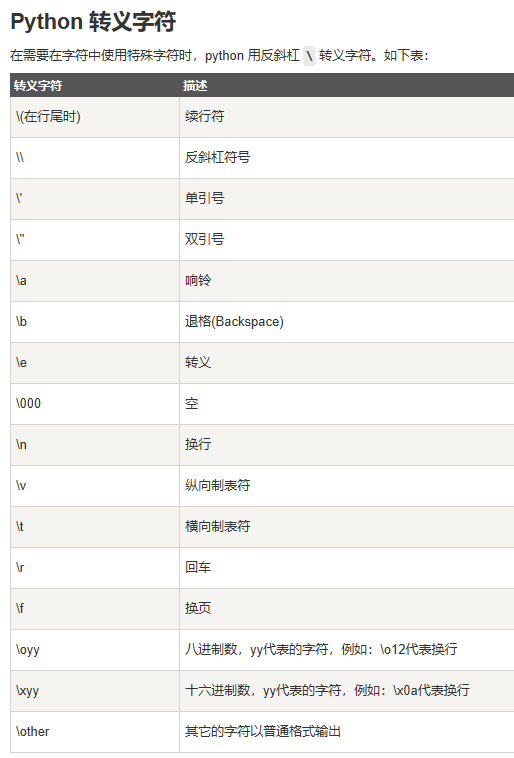 Python 转义字符
在需要在字符中使用特殊字符时，python 用反斜杠 \ 转义字符。如下表：
转义字符 描述
\(在行尾时) 续行符
\\ 反斜杠符号
\' 单引号
\" 双引号
\a 响铃
\b 退格(Backspace)
\e 转义
\000 空
\n 换行
\v 纵向制表符
\t 横向制表符
\r 回车
\f 换页
\oyy 八进制数，yy代表的字符，例如：\o12代表换行
\xyy 十六进制数，yy代表的字符，例如：\x0a代表换行
\other 其它的字符以普通格式输出